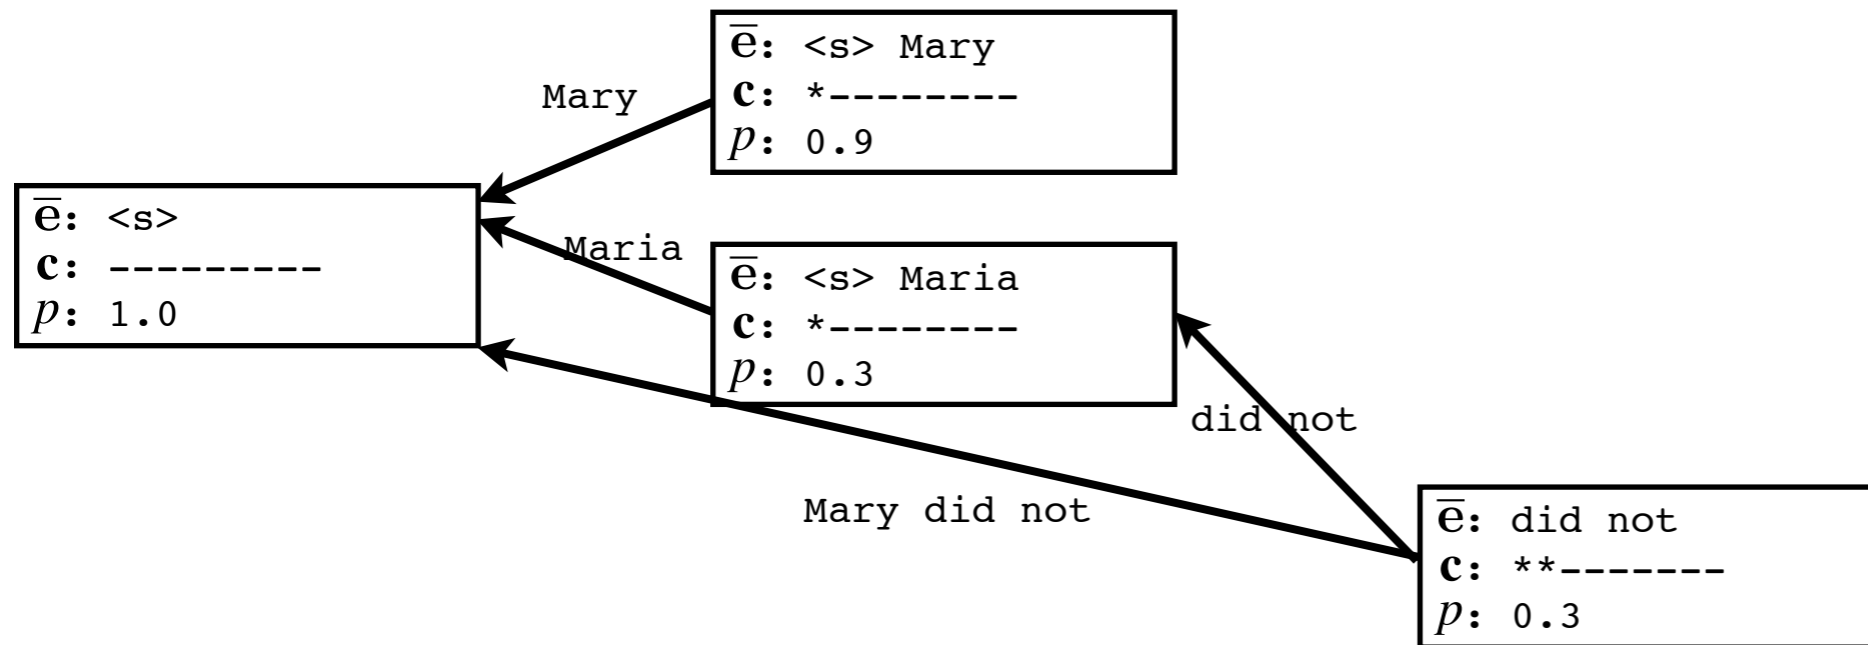 e̅: <s> Mary
c: *--------
p: 0.9
Mary
e̅: <s>
c: ---------
p: 1.0
Maria
e̅: <s> Maria
c: *--------
p: 0.3
did not
Mary did not
e̅: did not
c: **-------
p: 0.3